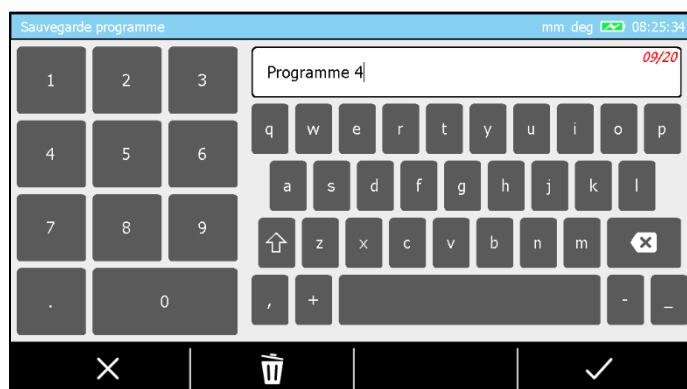 Sauvegarde programme mm deg 08:25:34
09/20
Programme 4
1 2 3
4 5 6
7 8 9
. 0
q w e r t y u i o p
a s d f g h j k l
z x c v b n m
, + - _